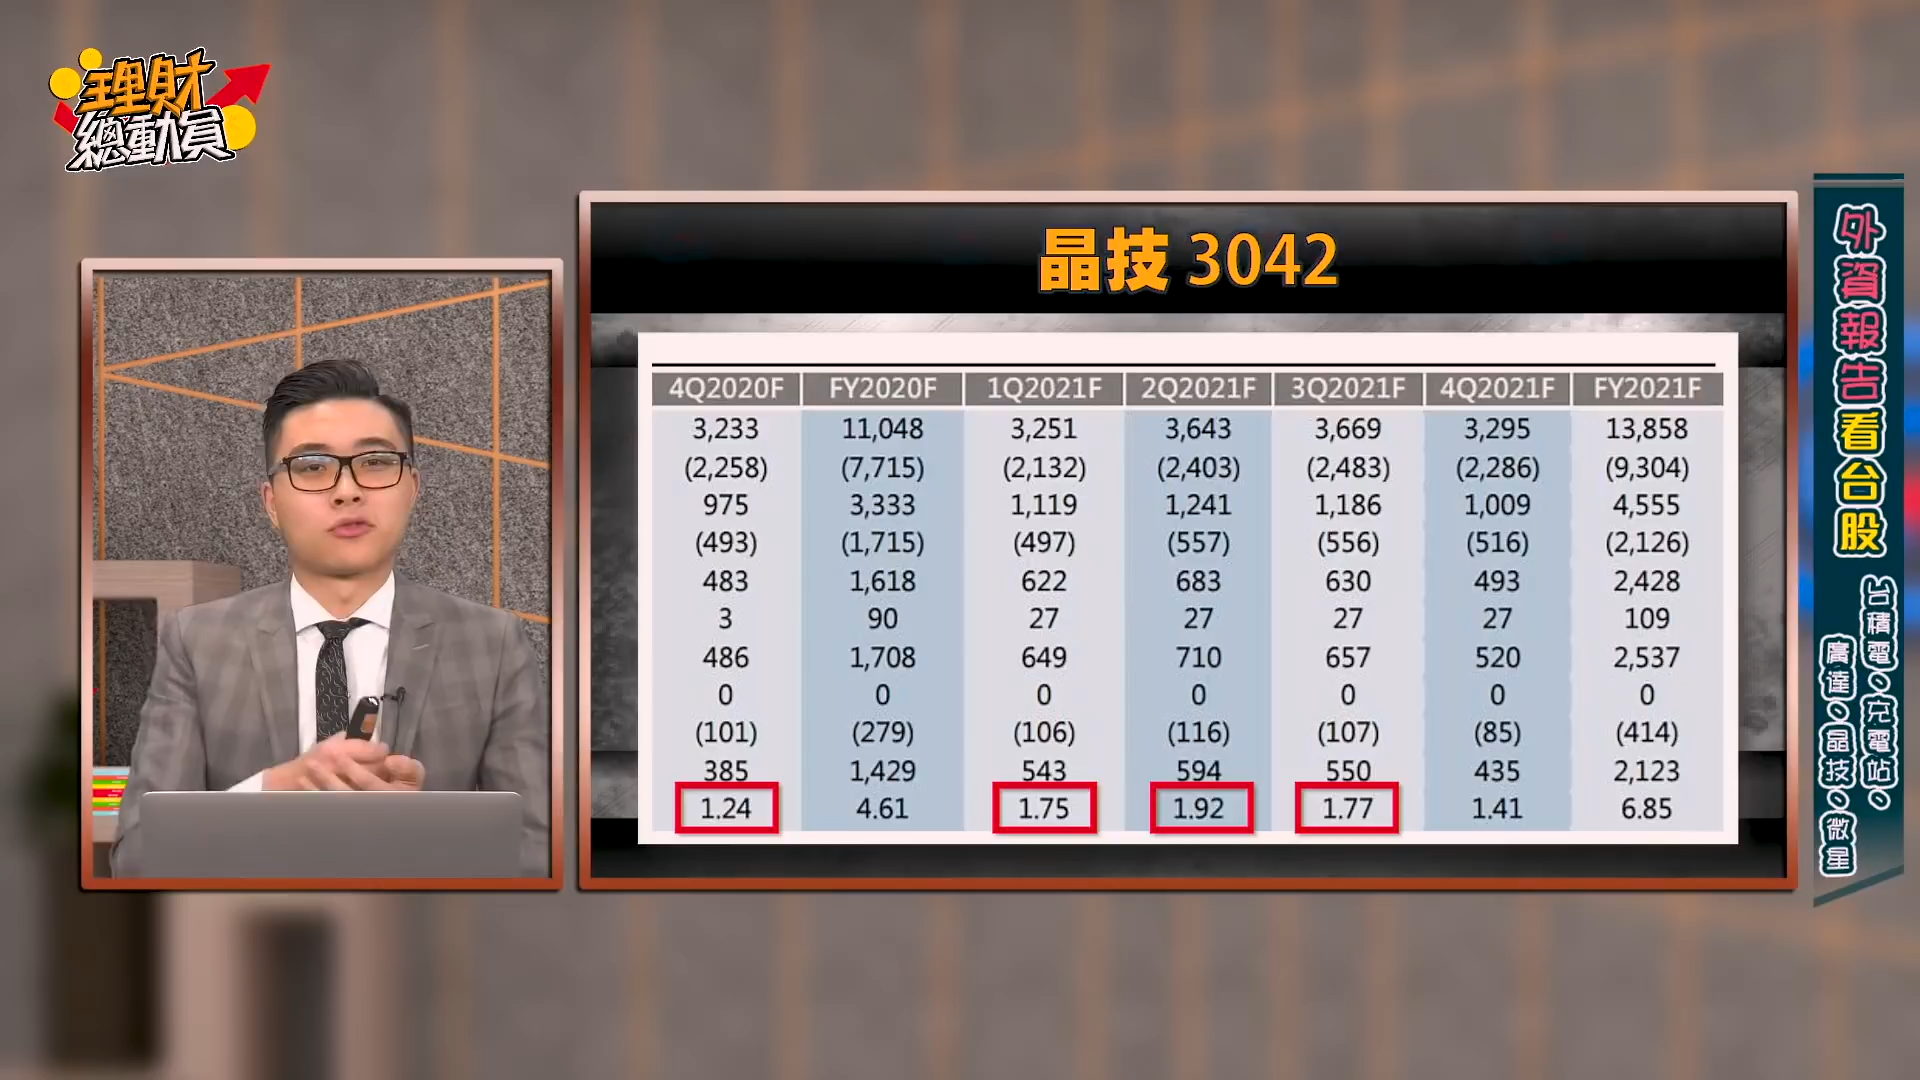 理財
總動員
晶技 3042
4Q2020F FY2020F 1Q2021F 2Q2021F 3Q2021F 4Q2021F FY2021F
3,233 11,048 3,251 3,643 3,669 3,295 13,858
(2,258) (7,715) (2,132) (2,403) (2,483) (2,286) (9,304)
975 3,333 1,119 1,241 1,186 1,009 4,555
(493) (1,715) (497) (557) (556) (516) (2,126)
483 1,618 622 683 630 493 2,428
3 90 27 27 27 27 109
486 1,708 649 710 657 520 2,537
0 0 0 0 0 0 0
(101) (279) (106) (116) (107) (85) (414)
385 1,429 543 594 550 435 2,123
1.24 4.61 1.75 1.92 1.77 1.41 6.85
外資報告看台股
台積電。充電站。
廣達。晶技。微星